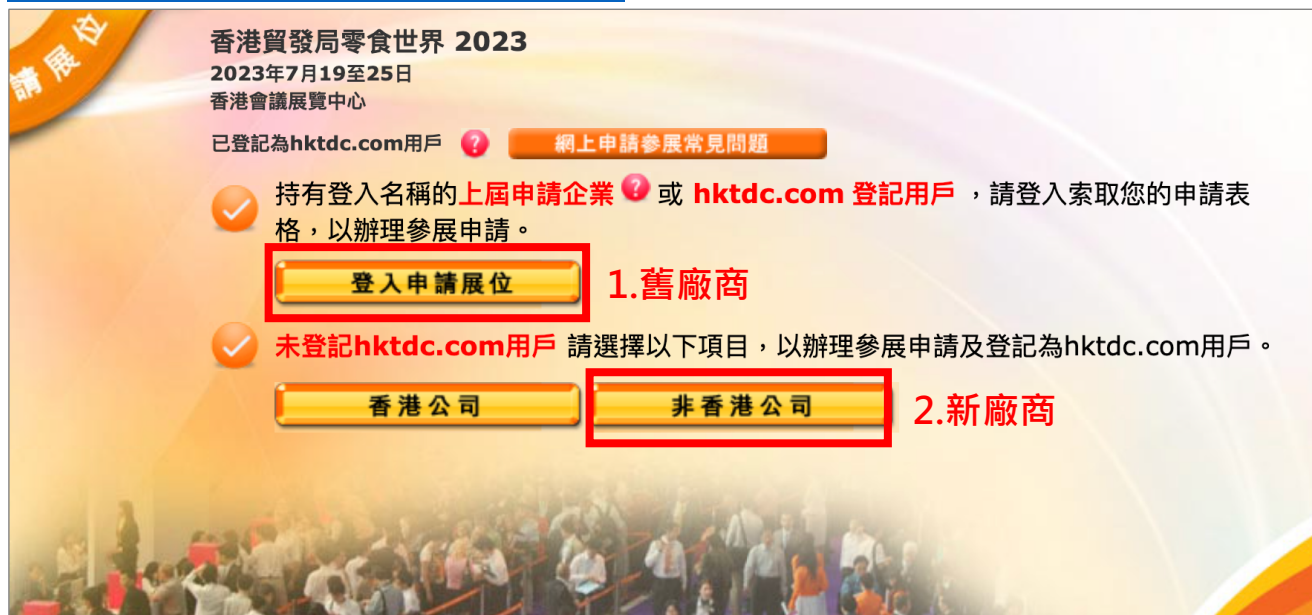 請展位
香港貿發局零食世界 2023
2023年7月19至25日
香港會議展覽中心
已登記為hktdc.com用戶 ? 網上申請參展常見問題
持有登入名稱的上屆申請企業 ? 或 hktdc.com 登記用戶 ，請登入索取您的申請表
格，以辦理參展申請。
登入申請展位 1.舊廠商
未登記hktdc.com用戶 請選擇以下項目，以辦理參展申請及登記為hktdc.com用戶。
香港公司 非香港公司 2.新廠商